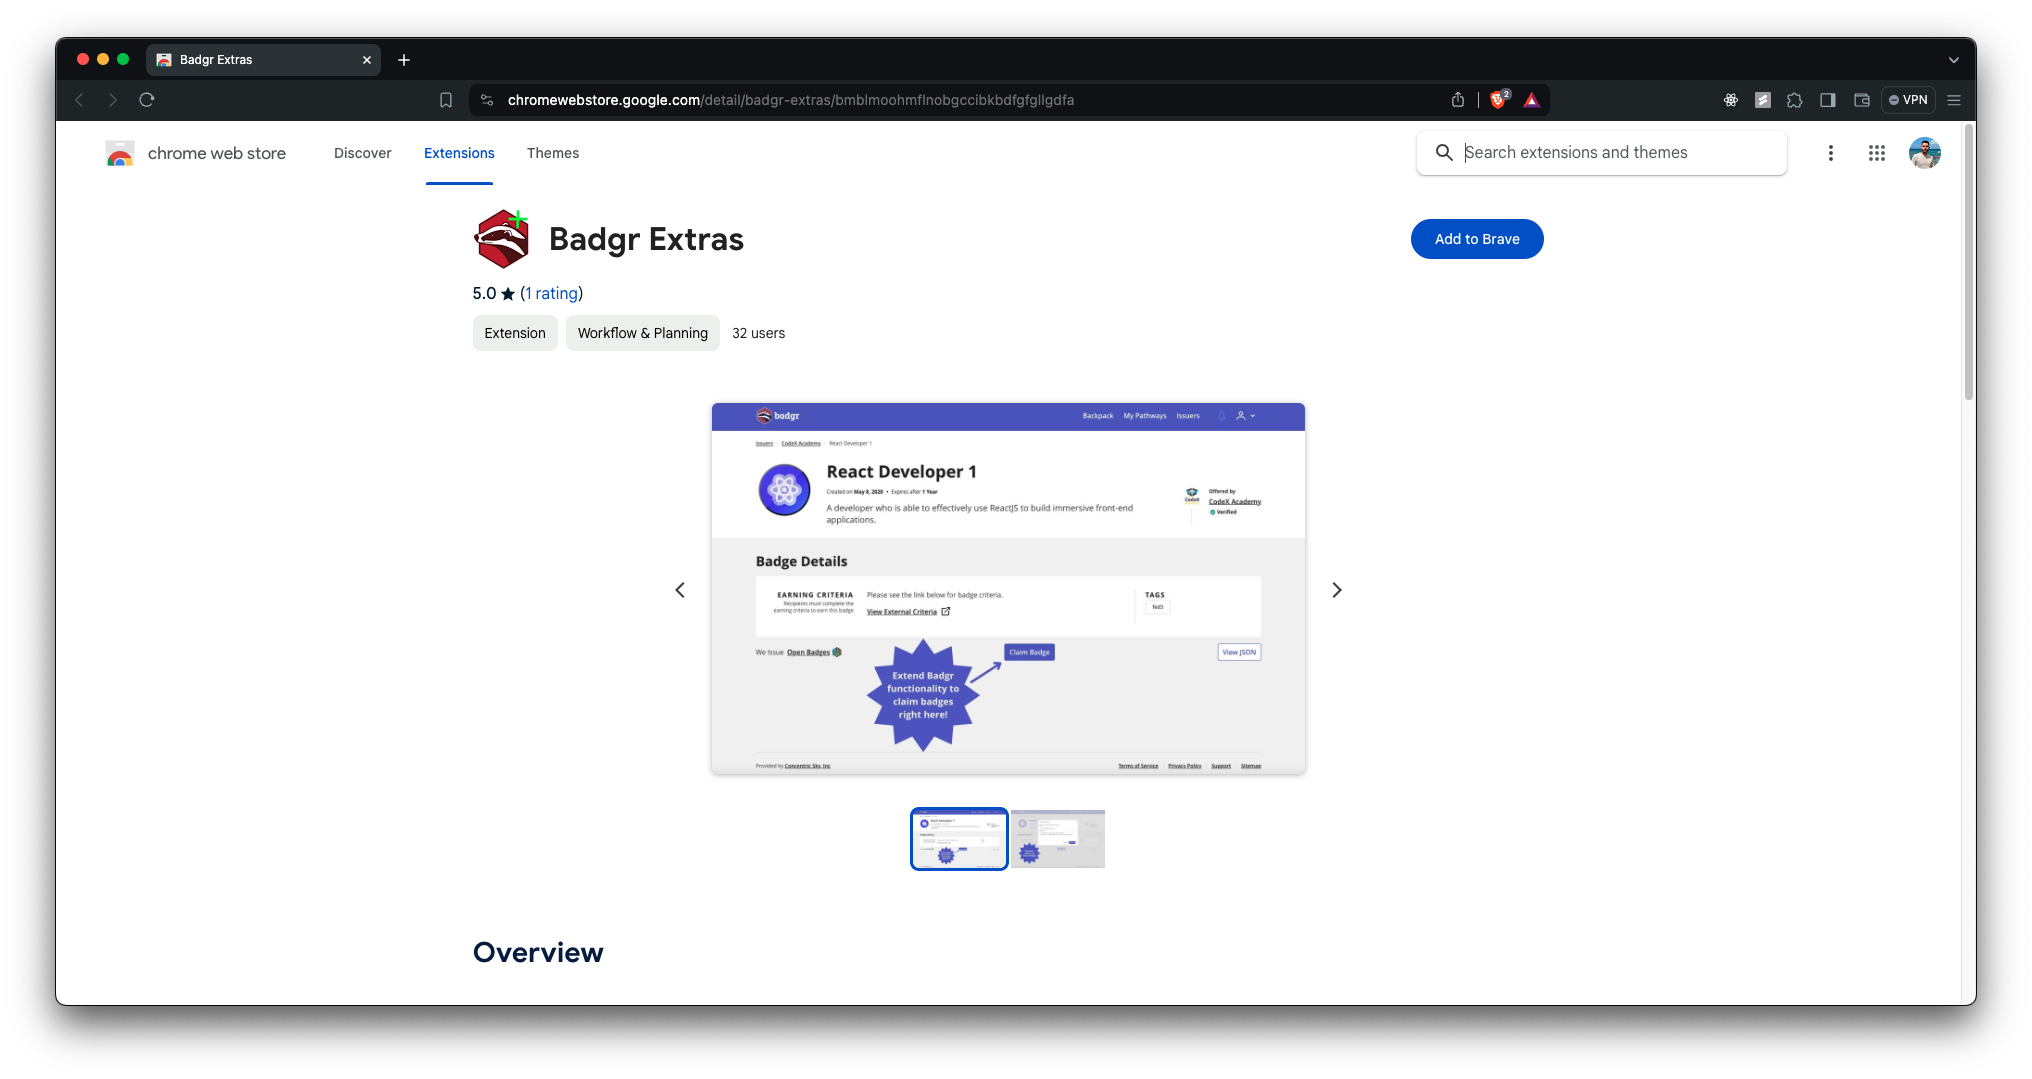 Badgr Extras
chromewebstore.google.com/detail/badgr-extras/bmblmoohmflnobgccibkbdfgfgllgdfa
2
VPN
chrome web store
Discover
Extensions
Themes
Search extensions and themes
Badgr Extras
Add to Brave
5.0 ★ (1 rating)
Extension
Workflow & Planning
32 users
badgr
Backpack
My Pathways
Issuers
Issuers
CodeX Academy
React Developer 1
React Developer 1
Created on May 8, 2020 • Expires after 1 Year
A developer who is able to effectively use ReactJS to build immersive front-end
applications.
CodeX
Offered by
CodeX Academy
Verified
Badge Details
EARNING CRITERIA
Recipients must complete the
earning criteria to earn this badge
Please see the link below for badge criteria.
View External Criteria
TAGS
fed3
We Issue Open Badges
Claim Badge
View JSON
Extend Badgr
functionality to
claim badges
right here!
Provided by Concentric Sky, Inc
Terms of Service
Privacy Policy
Support
Sitemap
Overview